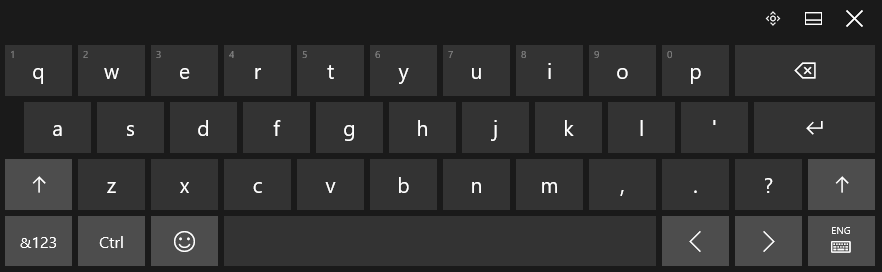 1 q 2 w 3 e 4 r 5 t 6 y 7 u 8 i 9 o 0 p
a s d f g h j k l '
z x c v b n m , . ?
&123 Ctrl ENG